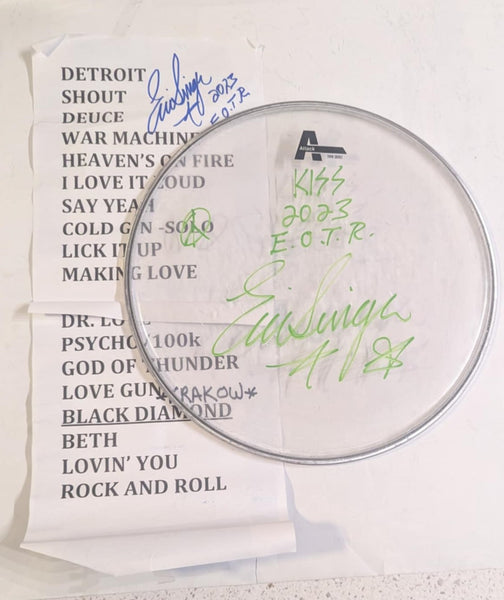 DETROIT
SHOUT
DEUCE
WAR MACHINE
HEAVEN'S ON FIRE
I LOVE IT LOUD
SAY YEAH
COLD GIN -SOLO
LICK IT UP
MAKING LOVE
DR. LOVE
PSYCHO/100k
GOD OF THUNDER
LOVE GUN
BLACK DIAMOND
BETH
LOVIN' YOU
ROCK AND ROLL
Eric Singer
2023
E.O.T.R.
A
Attack
KISS
2023
E.O.T.R.
Eric Singer
*KRAKOW*